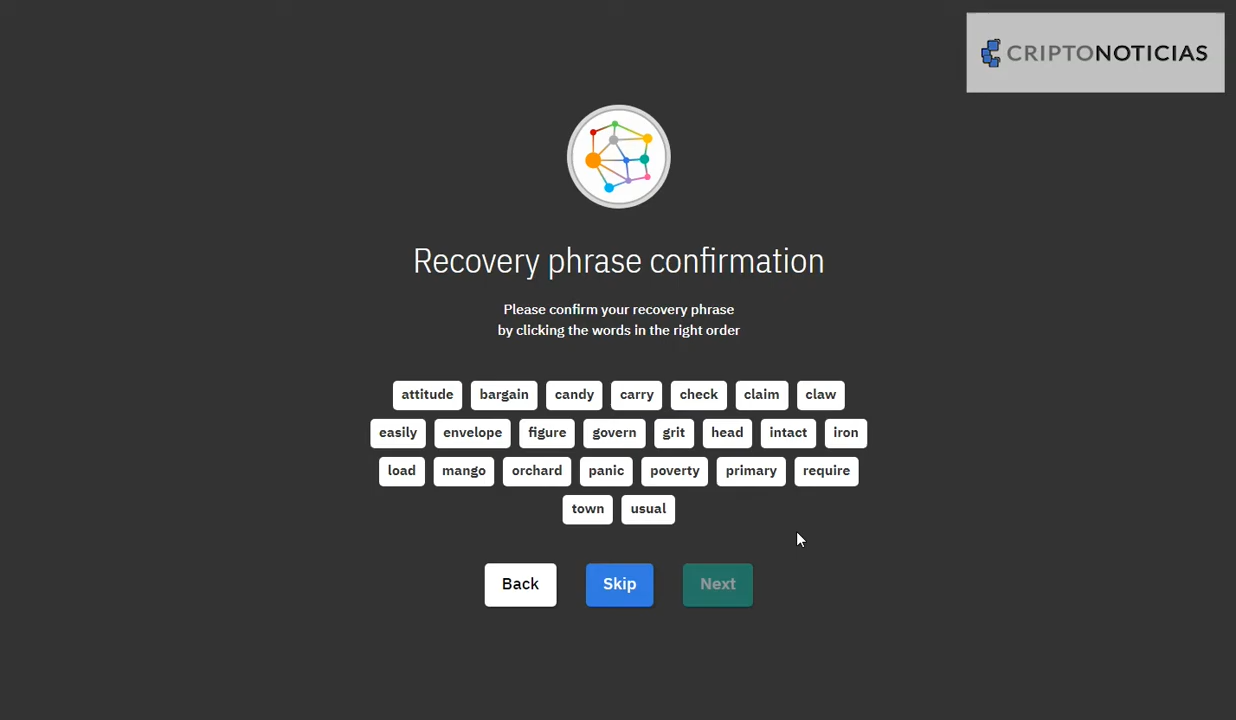 CRIPTONOTICIAS
Recovery phrase confirmation
Please confirm your recovery phrase
by clicking the words in the right order
attitude bargain candy carry check claim claw
easily envelope figure govern grit head intact iron
load mango orchard panic poverty primary require
town usual
Back Skip Next